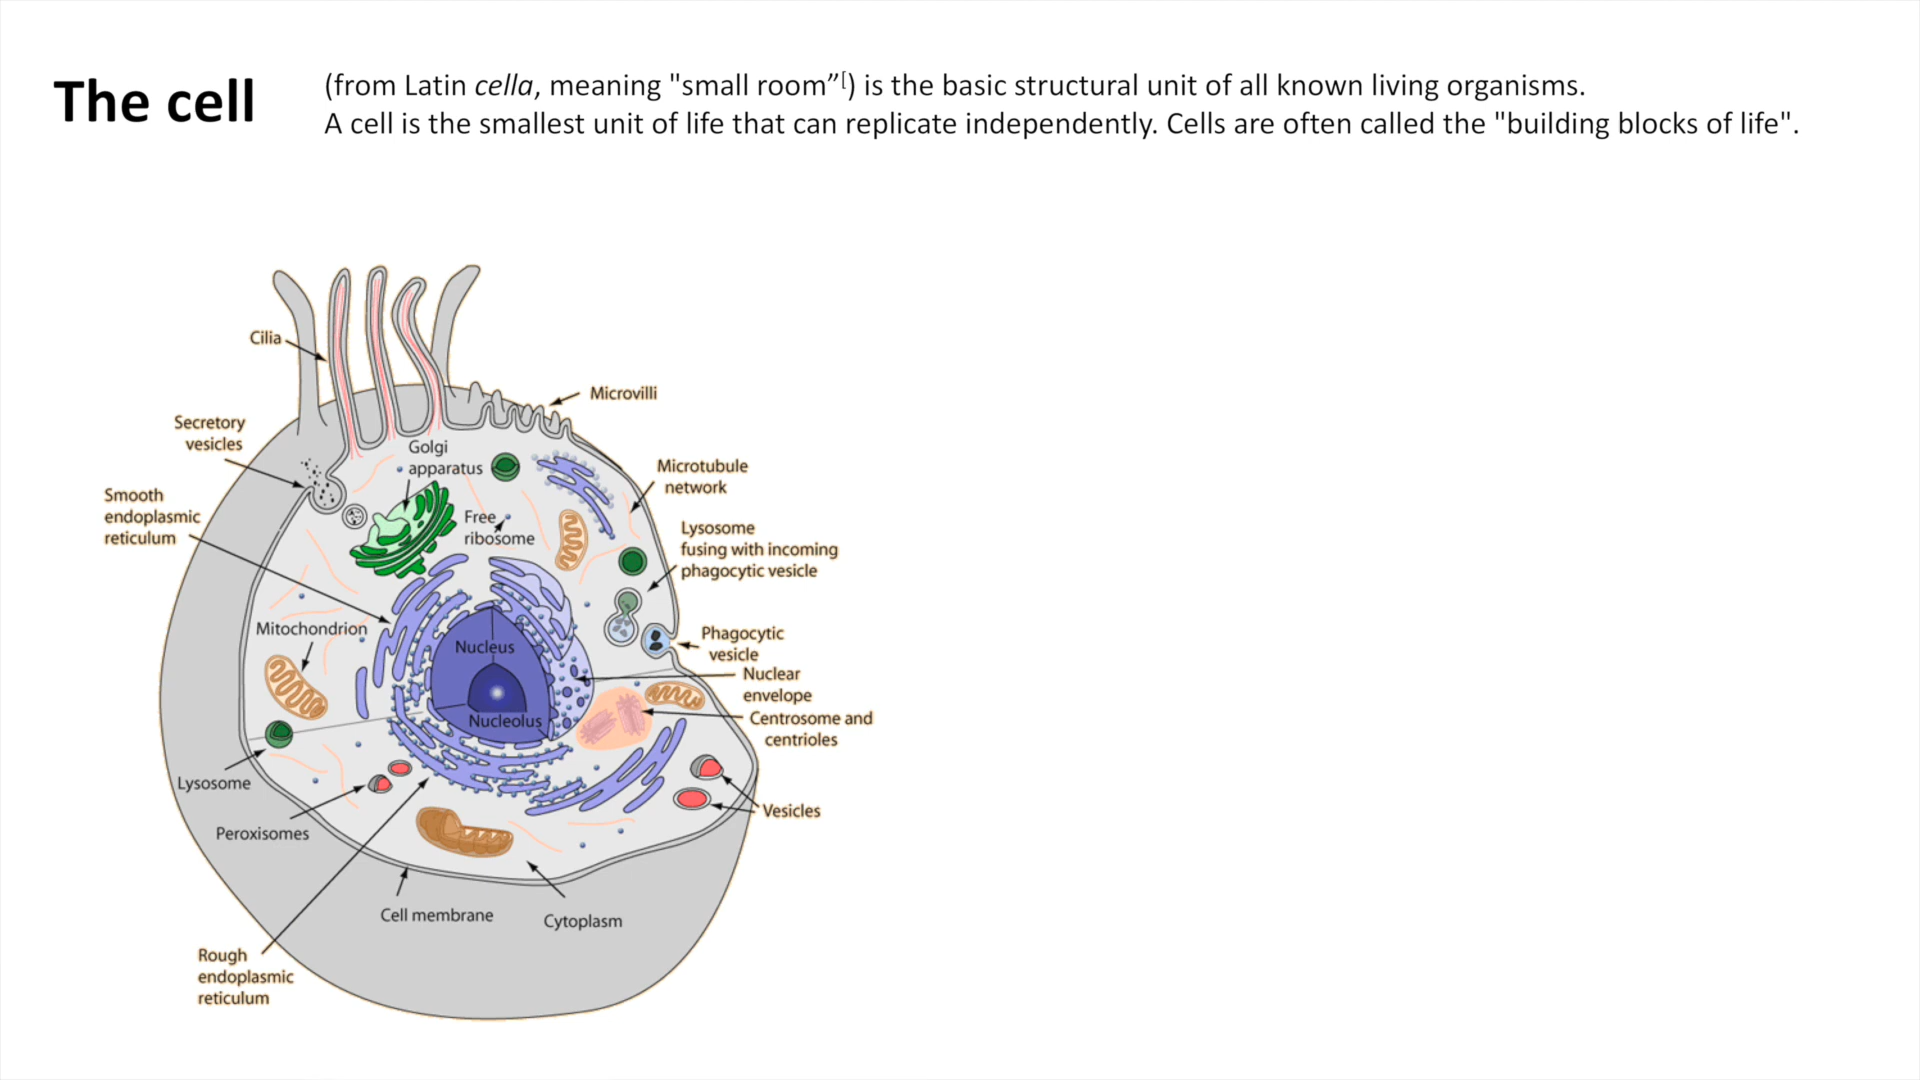 The cell
(from Latin cella, meaning "small room”[) is the basic structural unit of all known living organisms.
A cell is the smallest unit of life that can replicate independently. Cells are often called the "building blocks of life".
Cilia
Microvilli
Secretory
vesicles
Golgi
apparatus
Microtubule
network
Smooth
endoplasmic
reticulum
Free
ribosome
Lysosome
fusing with incoming
phagocytic vesicle
Mitochondrion
Nucleus
Phagocytic
vesicle
Nuclear
envelope
Nucleolus
Centrosome and
centrioles
Lysosome
Vesicles
Peroxisomes
Cell membrane
Cytoplasm
Rough
endoplasmic
reticulum